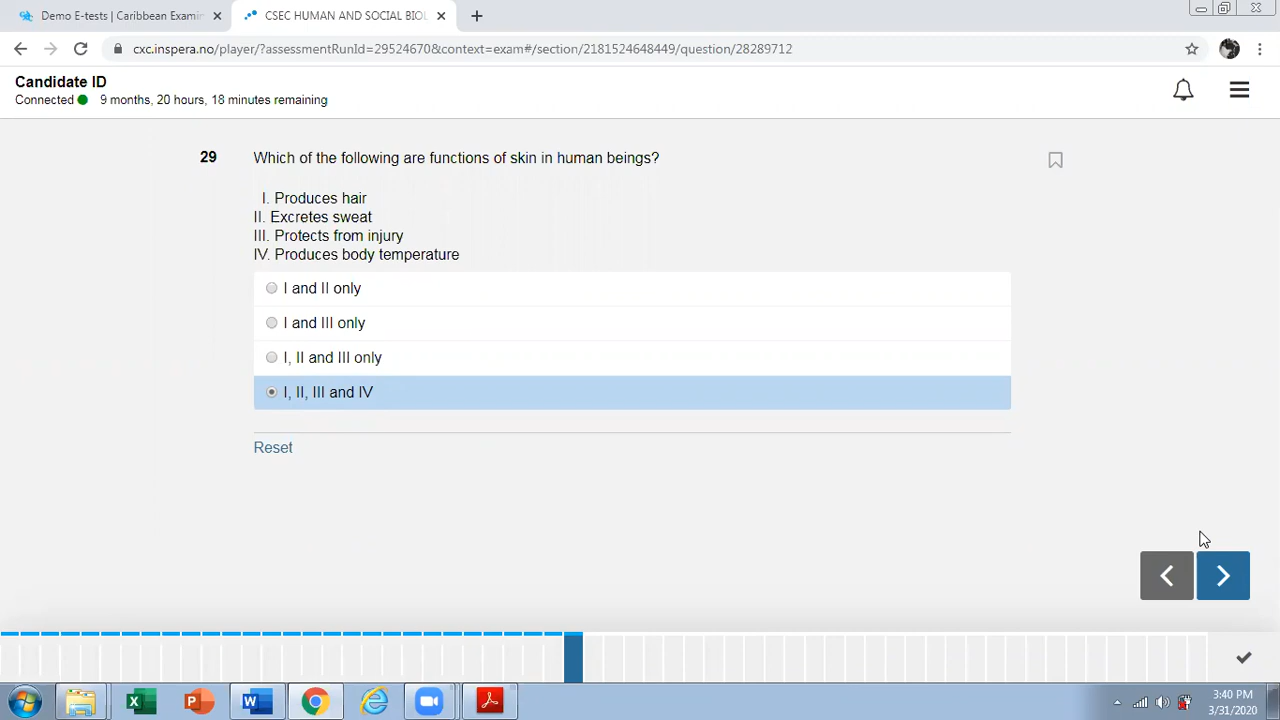 Demo E-tests | Caribbean Examin
CSEC HUMAN AND SOCIAL BIOL
cxc.inspera.no/player/?assessmentRunId=29524670&context=exam#/section/2181524648449/question/28289712
Candidate ID
Connected 9 months, 20 hours, 18 minutes remaining
29 Which of the following are functions of skin in human beings?
I. Produces hair
II. Excretes sweat
III. Protects from injury
IV. Produces body temperature
I and II only
I and III only
I, II and III only
I, II, III and IV
Reset
3:40 PM
3/31/2020